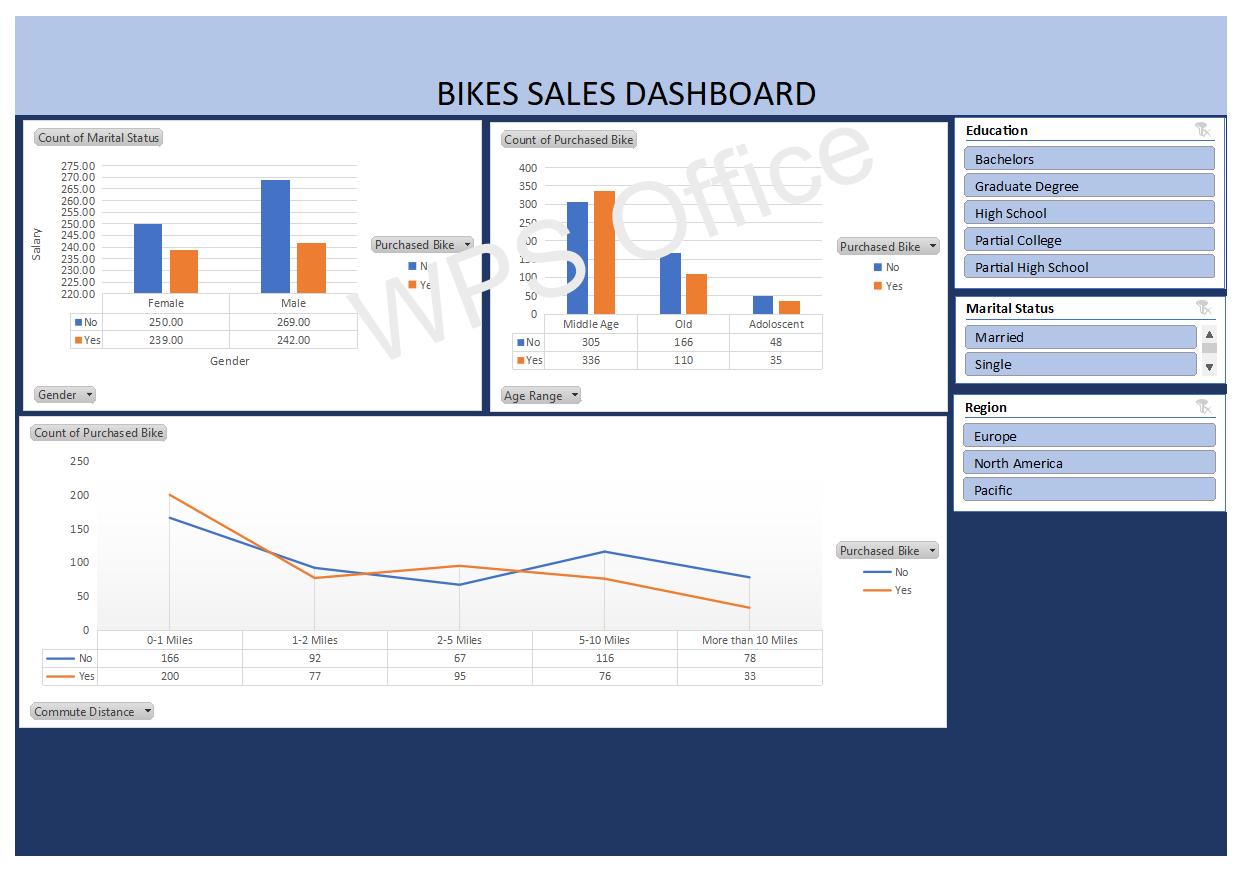 BIKES SALES DASHBOARD
Count of Marital Status
275.00
270.00
265.00
260.00
255.00
250.00
245.00
240.00
235.00
230.00
225.00
220.00
Salary
Female Male
No 250.00 269.00
Yes 239.00 242.00
Gender
Purchased Bike
Gender
Count of Purchased Bike
400
350
300
250
150
100
50
0
Middle Age Old Adoloscent
No 305 166 48
Yes 336 110 35
Purchased Bike
No
Yes
Age Range
WPS Office
Count of Purchased Bike
250
200
150
100
50
0
0-1 Miles 1-2 Miles 2-5 Miles 5-10 Miles More than 10 Miles
No 166 92 67 116 78
Yes 200 77 95 76 33
Purchased Bike
No
Yes
Commute Distance
Education
Bachelors
Graduate Degree
High School
Partial College
Partial High School
Marital Status
Married
Single
Region
Europe
North America
Pacific